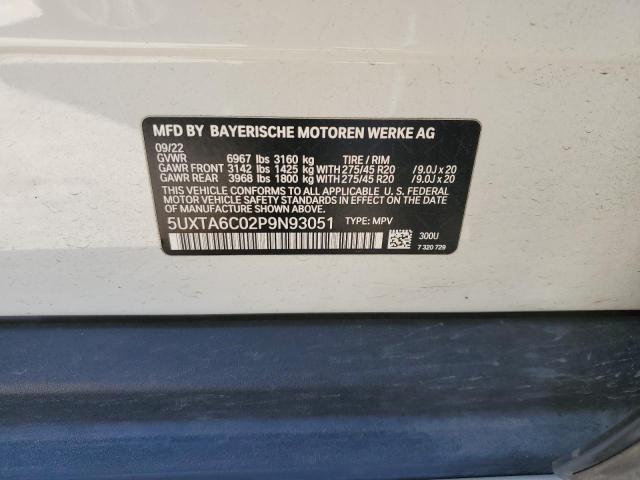 MFD BY BAYERISCHE MOTOREN WERKE AG
09/22
GVWR 6967 lbs 3160 kg TIRE / RIM
GAWR FRONT 3142 lbs 1425 kg WITH 275/45 R20 /9.0J x 20
GAWR REAR 3968 lbs 1800 kg WITH 275/45 R20 /9.0J x 20
THIS VEHICLE CONFORMS TO ALL APPLICABLE U. S. FEDERAL
MOTOR VEHICLE SAFETY STANDARDS IN EFFECT ON THE DATE
OF MANUFACTURE SHOWN ABOVE.
5UXTA6C02P9N93051 TYPE: MPV
300U
7 320 729